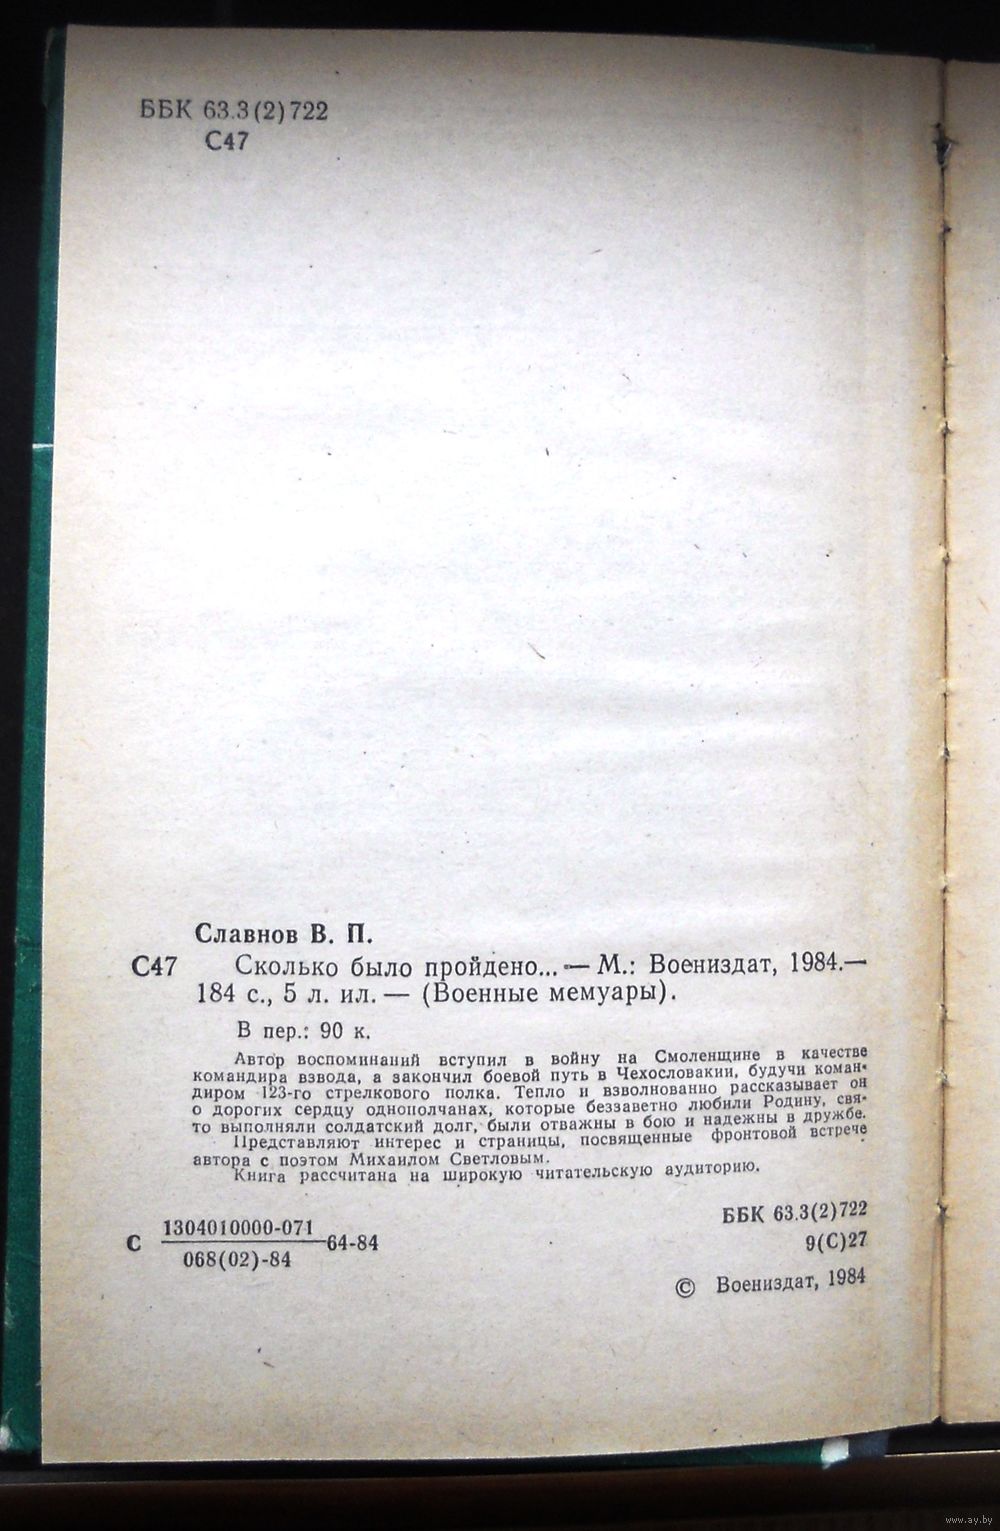 ББК 63.3(2)722
С47
Славнов В. П.
С47 Сколько было пройдено... — М.: Воениздат, 1984.—
184 с., 5 л. ил. — (Военные мемуары).
В пер.: 90 к.
Автор воспоминаний вступил в войну на Смоленщине в качестве
командира взвода, а закончил боевой путь в Чехословакии, будучи коман-
диром 123-го стрелкового полка. Тепло и взволнованно рассказывает он
о дорогих сердцу однополчанах, которые беззаветно любили Родину, свя-
то выполняли солдатский долг, были отважны в бою и надежны в дружбе.
Представляют интерес и страницы, посвященные фронтовой встрече
автора с поэтом Михаилом Светловым.
Книга рассчитана на широкую читательскую аудиторию.
С 1304010000-071 64-84
068(02)-84
ББК 63.3(2)722
9(С)27
© Воениздат, 1984
www.ay.by